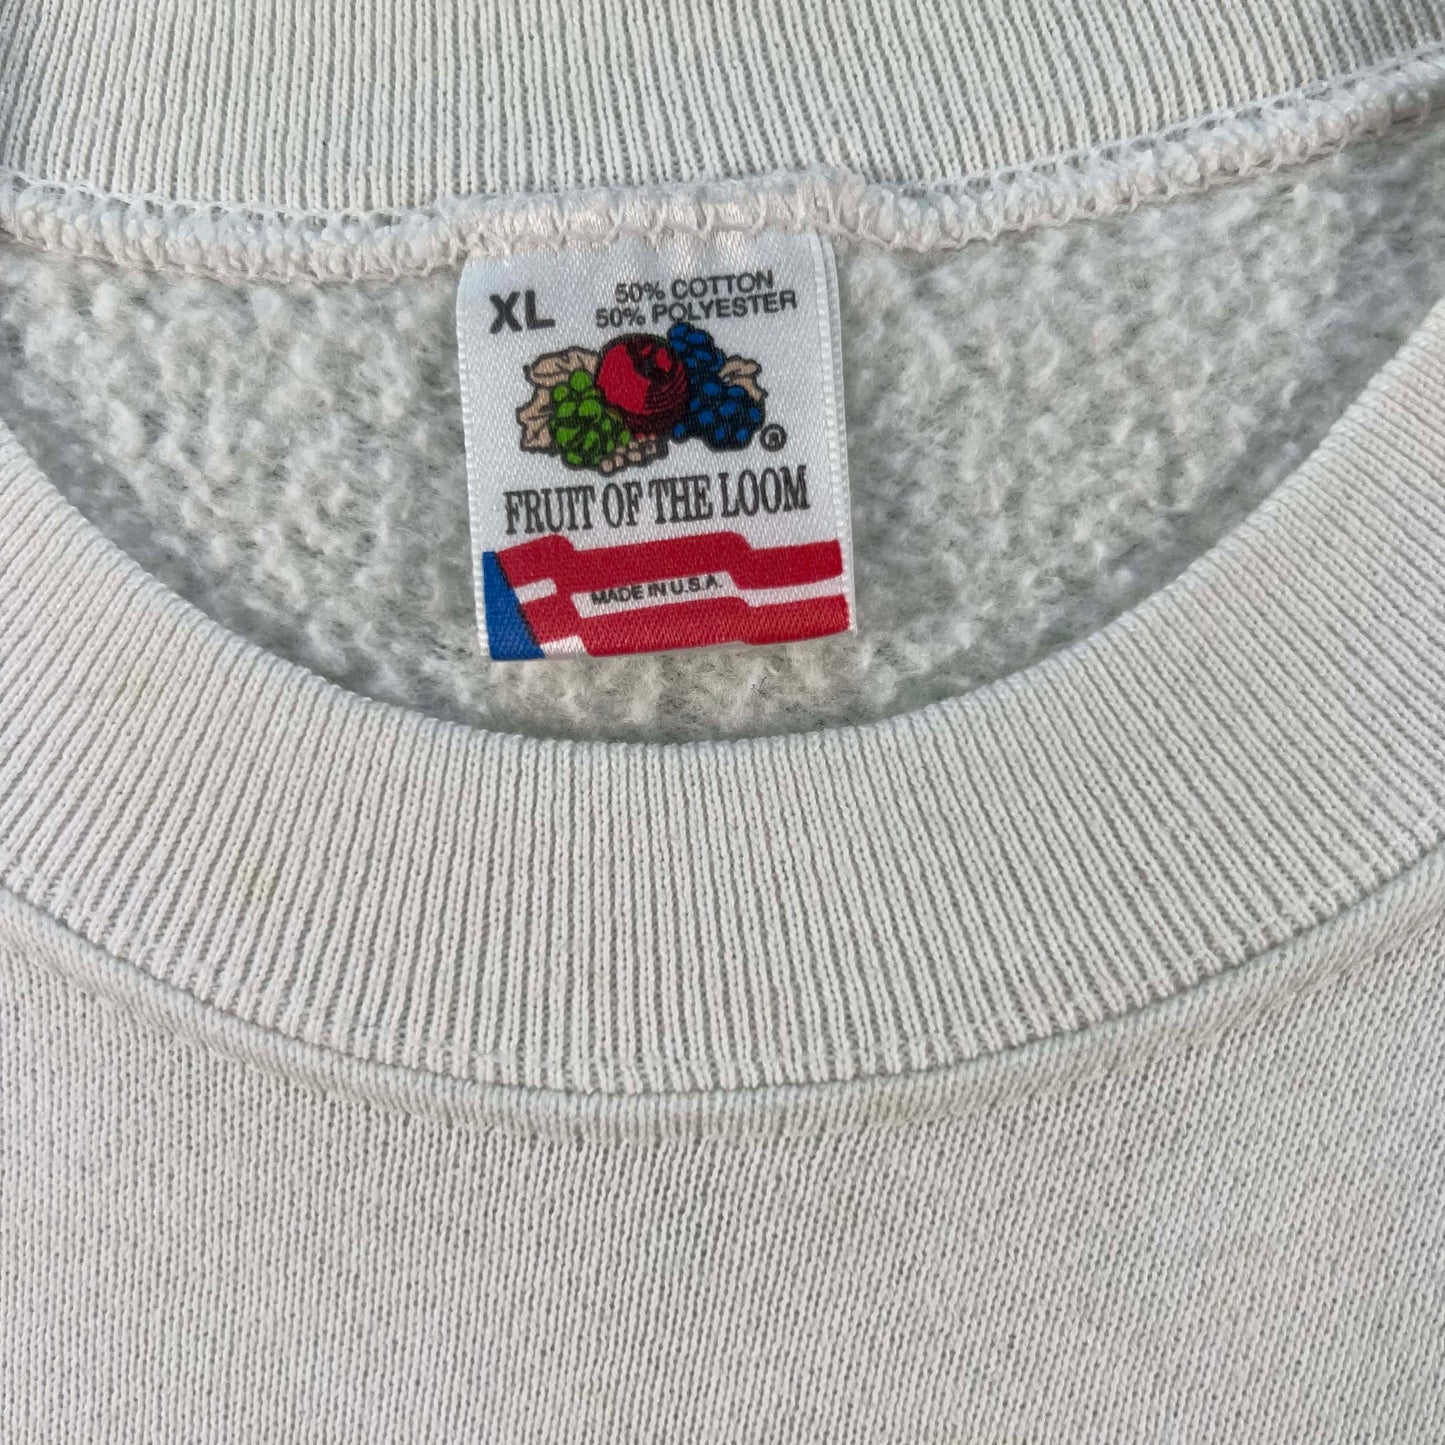 XL
50% COTTON
50% POLYESTER
®
FRUIT OF THE LOOM
MADE IN U.S.A.